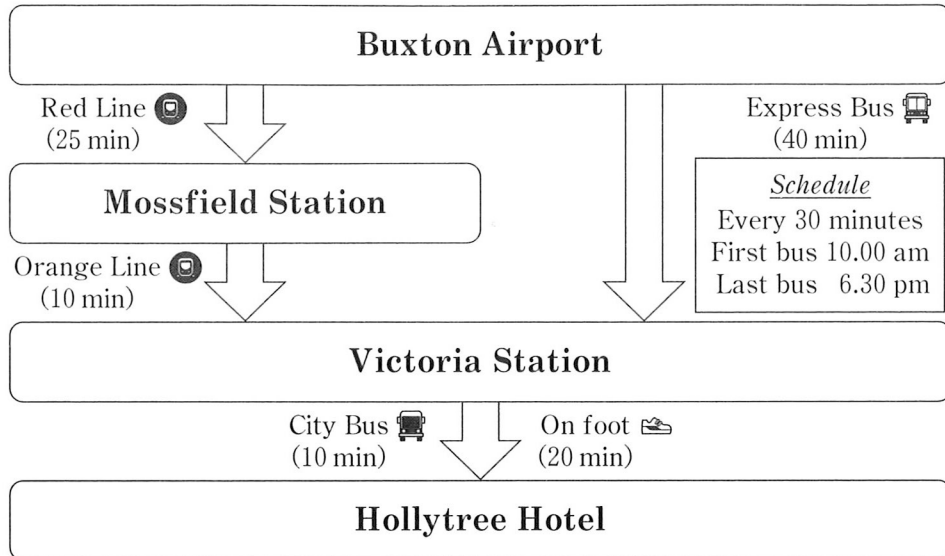 Buxton Airport
Red Line
(25 min)
Express Bus
(40 min)
Mossfield Station
Schedule
Every 30 minutes
First bus 10.00 am
Last bus 6.30 pm
Orange Line
(10 min)
Victoria Station
City Bus
(10 min)
On foot
(20 min)
Hollytree Hotel